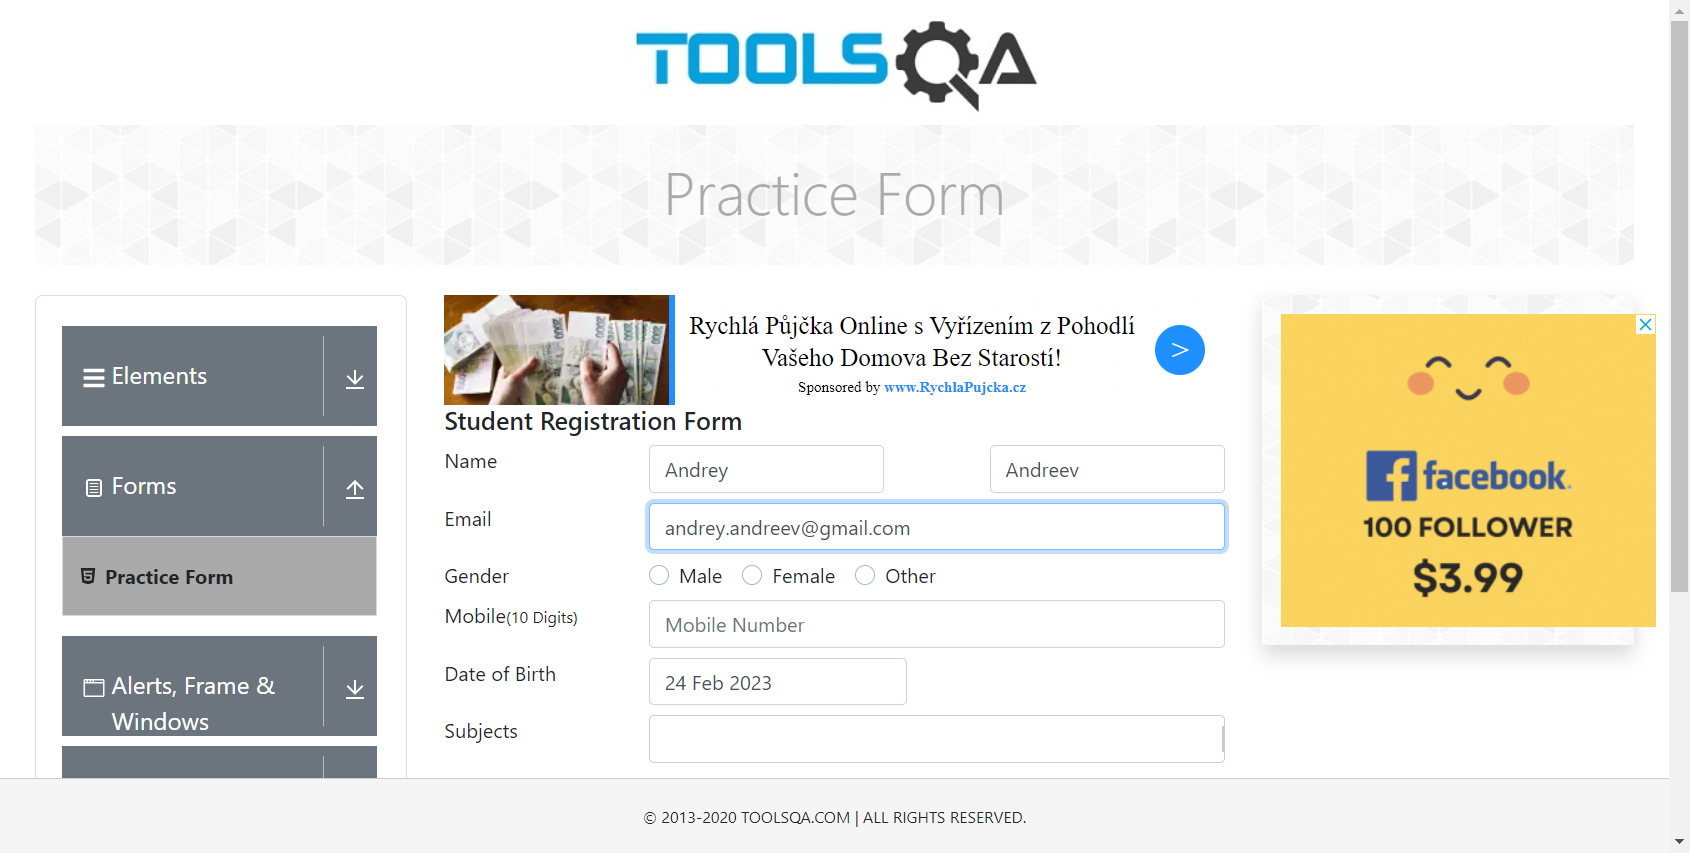 TOOLSQA
Practice Form
Elements
Forms
Practice Form
Alerts, Frame &
Windows
Rychlá Půjčka Online s Vyřízením z Pohodlí
Vašeho Domova Bez Starostí!
Sponsored by www.RychlaPujcka.cz
>
Student Registration Form
Name
Andrey
Andreev
Email
andrey.andreev@gmail.com
Gender
Male
Female
Other
Mobile(10 Digits)
Mobile Number
Date of Birth
24 Feb 2023
Subjects
facebook.
100 FOLLOWER
$3.99
© 2013-2020 TOOLSQA.COM | ALL RIGHTS RESERVED.